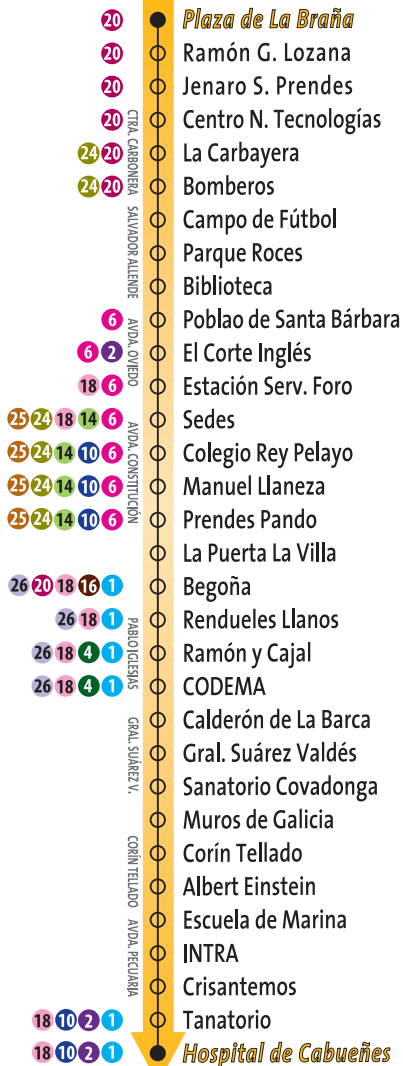 20 Plaza de La Braña
20 Ramón G. Lozana
20 Jenaro S. Prendes
20 Centro N. Tecnologías
CTRA. CARBONERA
24 20 La Carbayera
24 20 Bomberos
SALVADOR ALLENDE
Campo de Fútbol
Parque Roces
Biblioteca
6 Poblao de Santa Bárbara
AVDA. OVIEDO
6 2 El Corte Inglés
18 6 Estación Serv. Foro
25 24 18 14 6 Sedes
AVDA. CONSTITUCIÓN
25 24 14 10 6 Colegio Rey Pelayo
25 24 14 10 6 Manuel Llaneza
25 24 14 10 6 Prendes Pando
La Puerta La Villa
26 20 18 16 1 Begoña
26 18 1 Rendueles Llanos
PABLO IGLESIAS
26 18 4 1 Ramón y Cajal
26 18 4 1 CODEMA
Calderón de La Barca
GRAL. SUÁREZ V.
Gral. Suárez Valdés
Sanatorio Covadonga
Muros de Galicia
Corín Tellado
CORÍN TELLADO
Albert Einstein
Escuela de Marina
AVDA. PECUARIA
INTRA
Crisantemos
18 10 2 1 Tanatorio
18 10 2 1 Hospital de Cabueñes